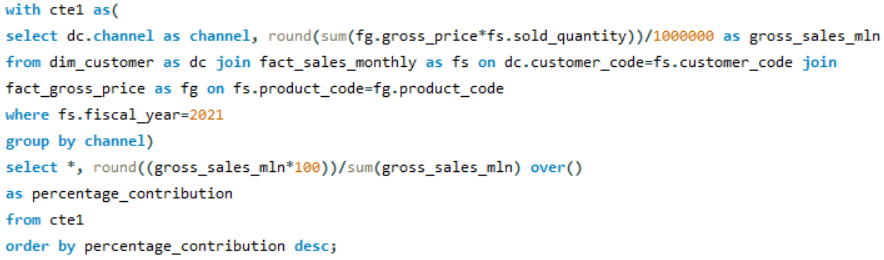 with cte1 as(
select dc.channel as channel, round(sum(fg.gross_price*fs.sold_quantity))/1000000 as gross_sales_mln
from dim_customer as dc join fact_sales_monthly as fs on dc.customer_code=fs.customer_code join
fact_gross_price as fg on fs.product_code=fg.product_code
where fs.fiscal_year=2021
group by channel)
select *, round((gross_sales_mln*100))/sum(gross_sales_mln) over()
as percentage_contribution
from cte1
order by percentage_contribution desc;